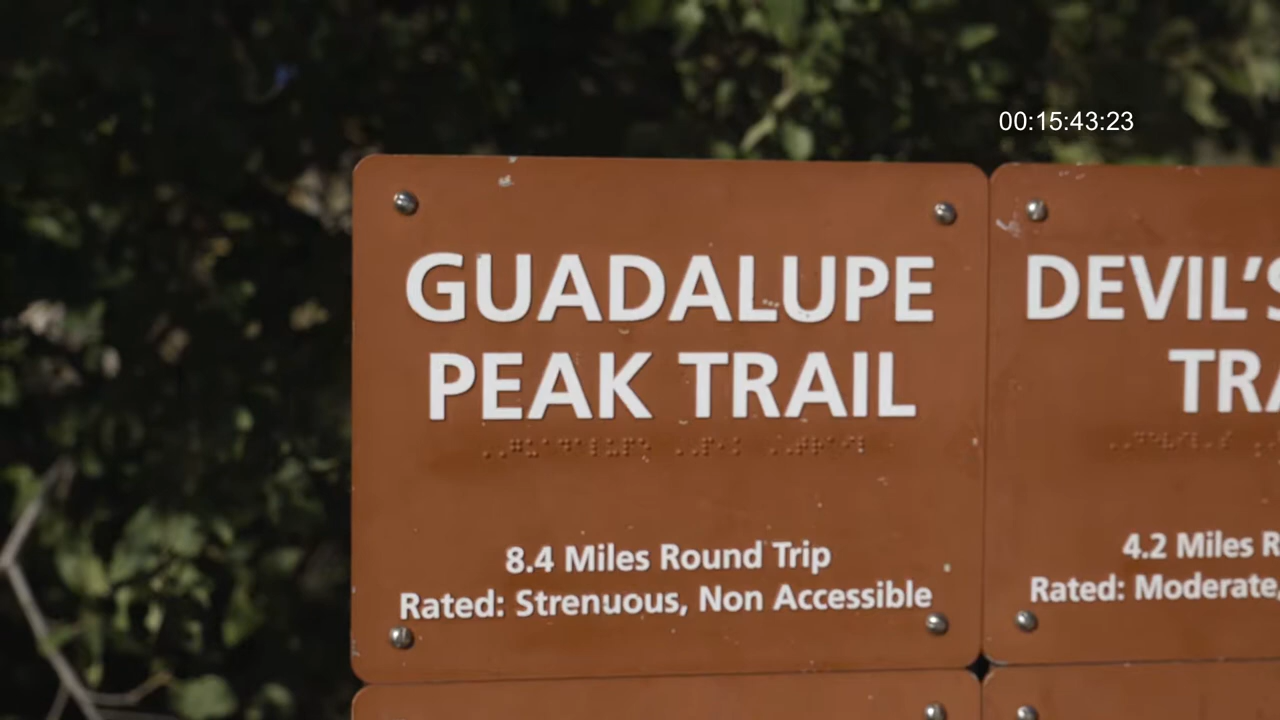 00:15:43:23
GUADALUPE
PEAK TRAIL
8.4 Miles Round Trip
Rated: Strenuous, Non Accessible
DEVIL'S
TRA
4.2 Miles R
Rated: Moderate,